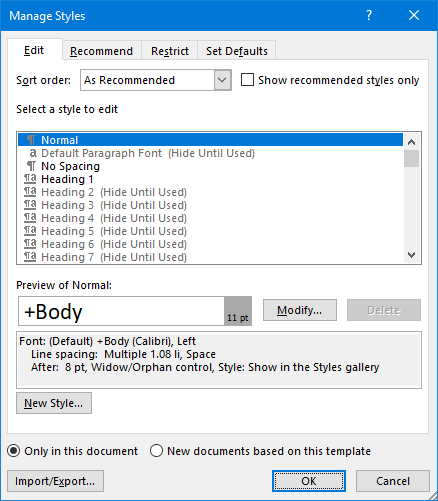 Manage Styles ?
Edit Recommend Restrict Set Defaults
Sort order: As Recommended Show recommended styles only
Select a style to edit
¶ Normal
a Default Paragraph Font (Hide Until Used)
¶ No Spacing
¶a Heading 1
¶a Heading 2 (Hide Until Used)
¶a Heading 3 (Hide Until Used)
¶a Heading 4 (Hide Until Used)
¶a Heading 5 (Hide Until Used)
¶a Heading 6 (Hide Until Used)
¶a Heading 7 (Hide Until Used)
Preview of Normal:
+Body 11 pt Modify... Delete
Font: (Default) +Body (Calibri), Left
Line spacing: Multiple 1.08 li, Space
After: 8 pt, Widow/Orphan control, Style: Show in the Styles gallery
New Style...
Only in this document New documents based on this template
Import/Export... OK Cancel